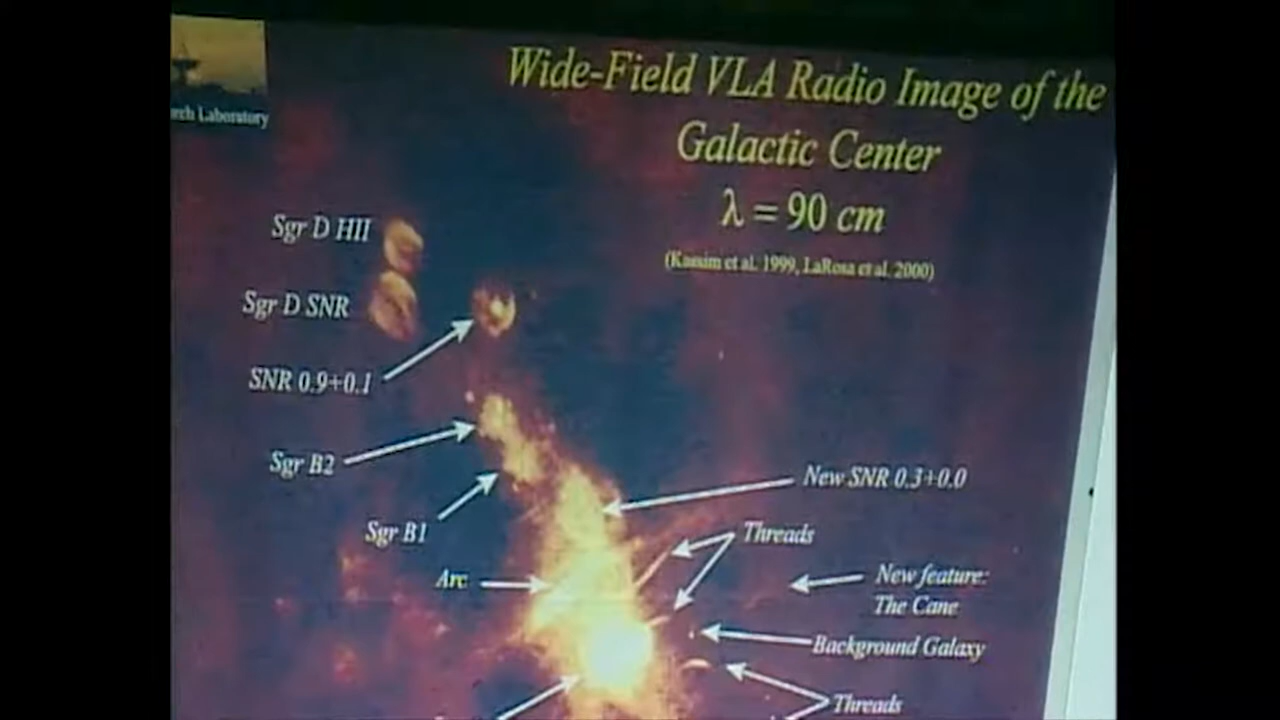 Laboratory
Wide-Field VLA Radio Image of the
Galactic Center
λ = 90 cm
(Kassim et al. 1999, LaRosa et al. 2000)
Sgr D HII
Sgr D SNR
SNR 0.9+0.1
Sgr B2
New SNR 0.3+0.0
Sgr B1
Threads
Arc
New feature:
The Cane
Background Galaxy
Threads